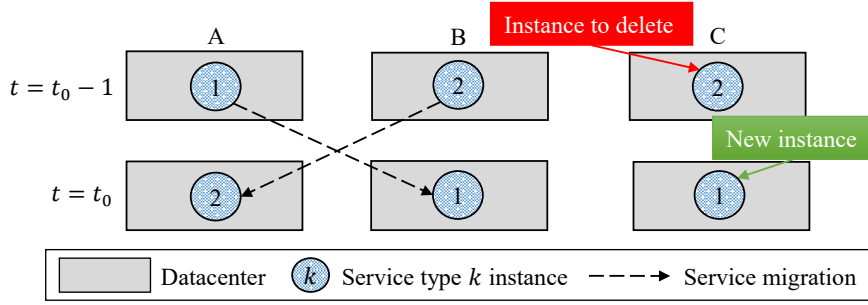 Instance to delete
A B C
t = t₀ − 1 1 2 2
New instance
t = t₀ 2 1 1
Datacenter k Service type k instance Service migration